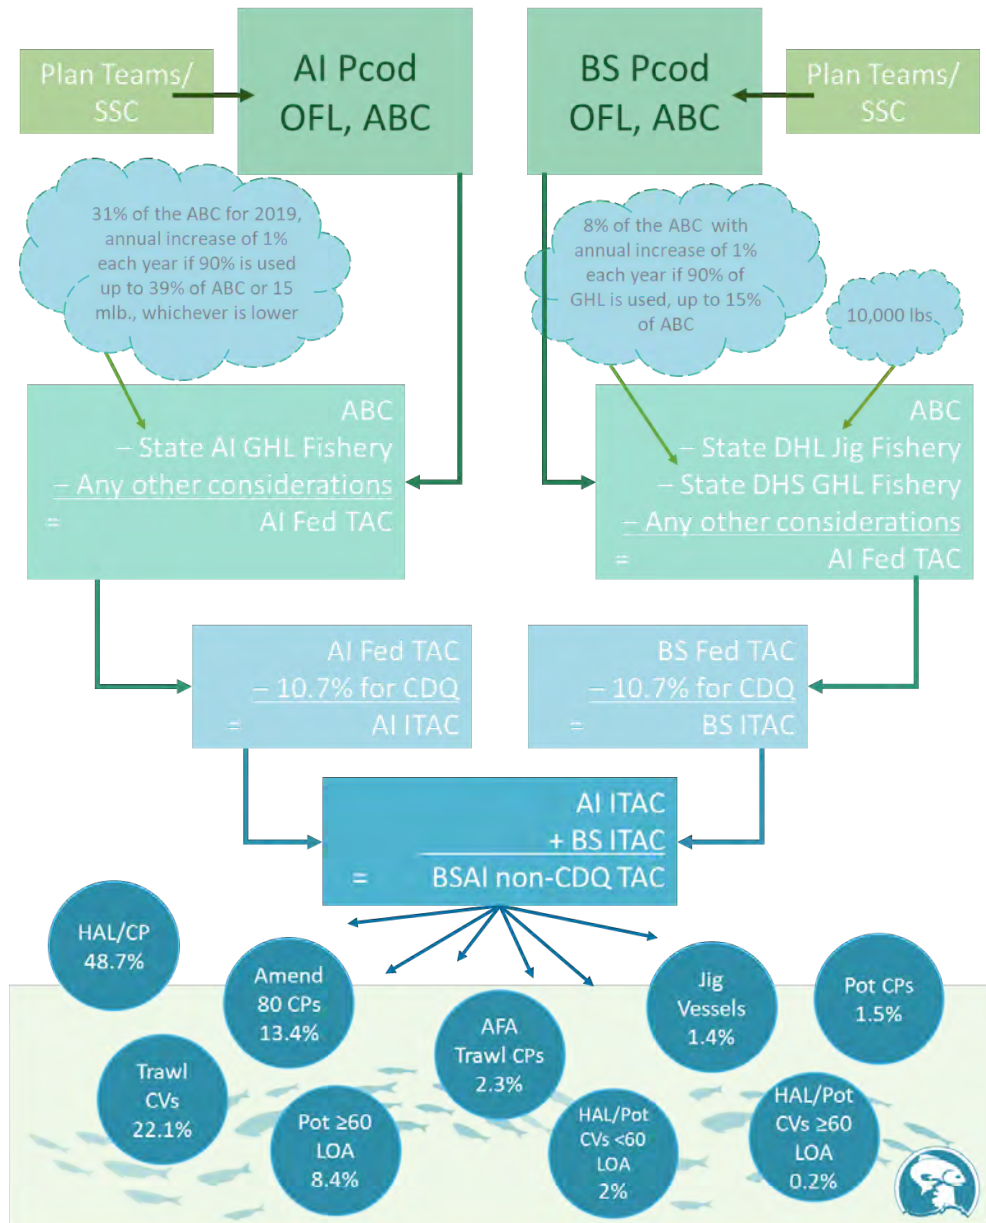 Plan Teams/
SSC
AI Pcod
OFL, ABC
BS Pcod
OFL, ABC
Plan Teams/
SSC
31% of the ABC for 2019,
annual increase of 1%
each year if 90% is used
up to 39% of ABC or 15
mlb., whichever is lower
8% of the ABC with
annual increase of 1%
each year if 90% of
GHL is used, up to 15%
of ABC
10,000 lbs
ABC
– State AI GHL Fishery
– Any other considerations
= AI Fed TAC
ABC
– State DHL Jig Fishery
– State DHS GHL Fishery
– Any other considerations
= AI Fed TAC
AI Fed TAC
– 10.7% for CDQ
= AI ITAC
BS Fed TAC
– 10.7% for CDQ
= BS ITAC
AI ITAC
+ BS ITAC
= BSAI non-CDQ TAC
HAL/CP
48.7%
Amend
80 CPs
13.4%
Jig
Vessels
1.4%
Pot CPs
1.5%
AFA
Trawl CPs
2.3%
Trawl
CVs
22.1%
Pot ≥60
LOA
8.4%
HAL/Pot
CVs <60
LOA
2%
HAL/Pot
CVs ≥60
LOA
0.2%